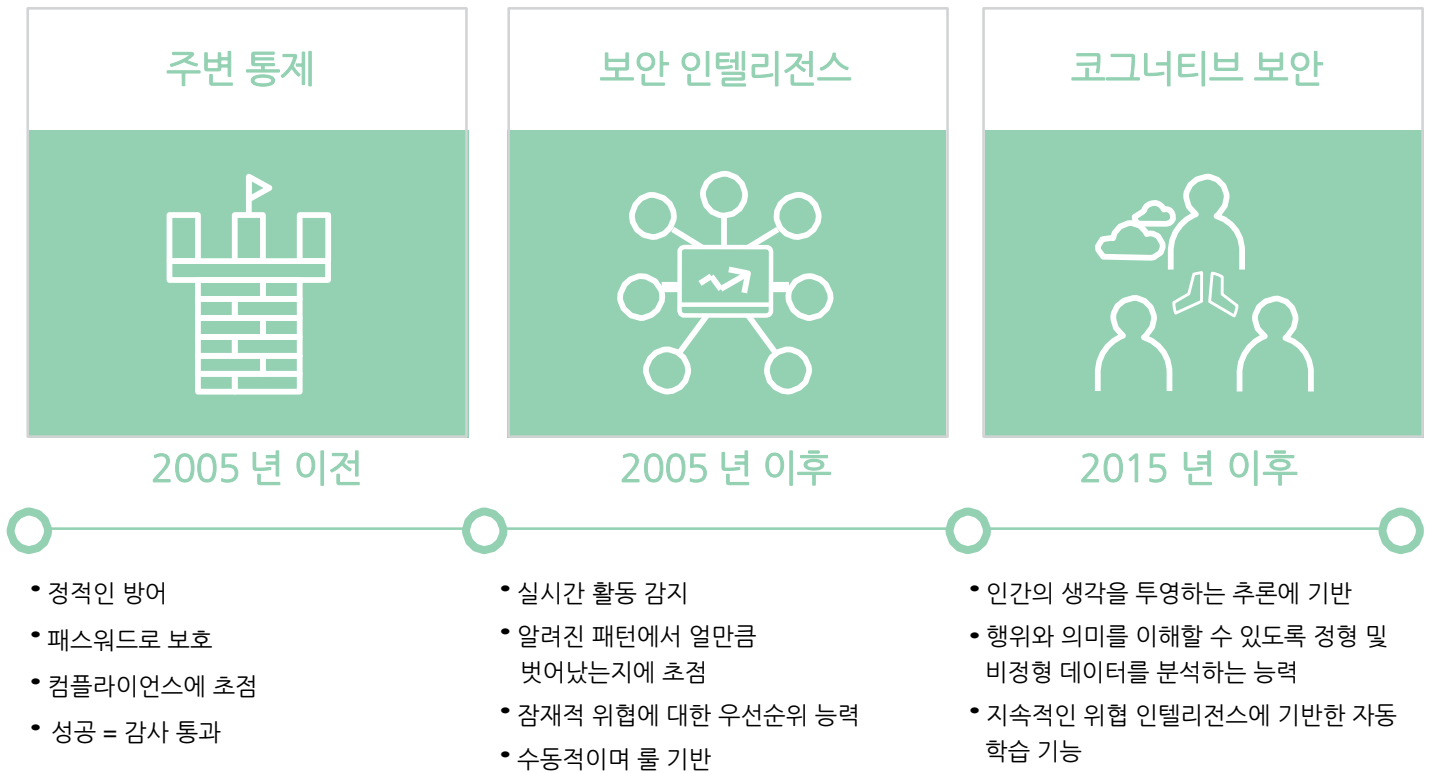 주변 통제
보안 인텔리전스
코그너티브 보안
2005 년 이전
2005 년 이후
2015 년 이후
• 정적인 방어
• 패스워드로 보호
• 컴플라이언스에 초점
• 성공 = 감사 통과
• 실시간 활동 감지
• 알려진 패턴에서 얼만큼
벗어났는지에 초점
• 잠재적 위협에 대한 우선순위 능력
• 수동적이며 룰 기반
• 인간의 생각을 투영하는 추론에 기반
• 행위와 의미를 이해할 수 있도록 정형 및
비정형 데이터를 분석하는 능력
• 지속적인 위협 인텔리전스에 기반한 자동
학습 기능